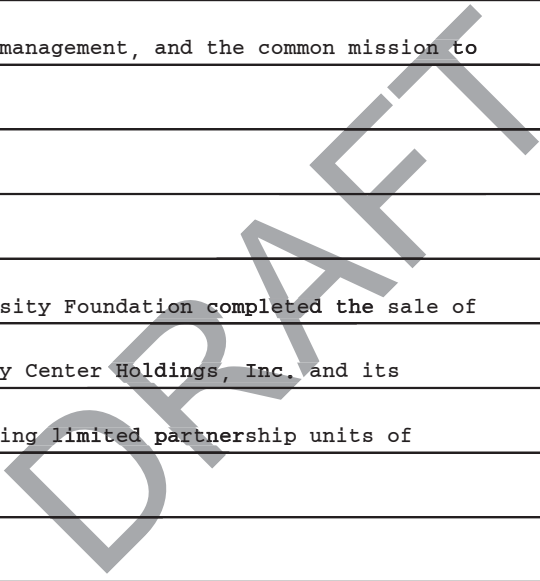 management, and the common mission to
sity Foundation completed the sale of
y Center Holdings, Inc. and its
ing limited partnership units of
DRAFT